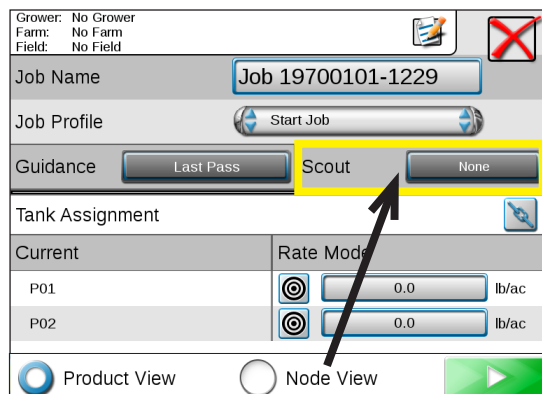 Grower: No Grower
Farm: No Farm
Field: No Field
Job Name Job 19700101-1229
Job Profile Start Job
Guidance Last Pass Scout None
Tank Assignment
Current Rate Mode
P01 0.0 lb/ac
P02 0.0 lb/ac
Product View Node View